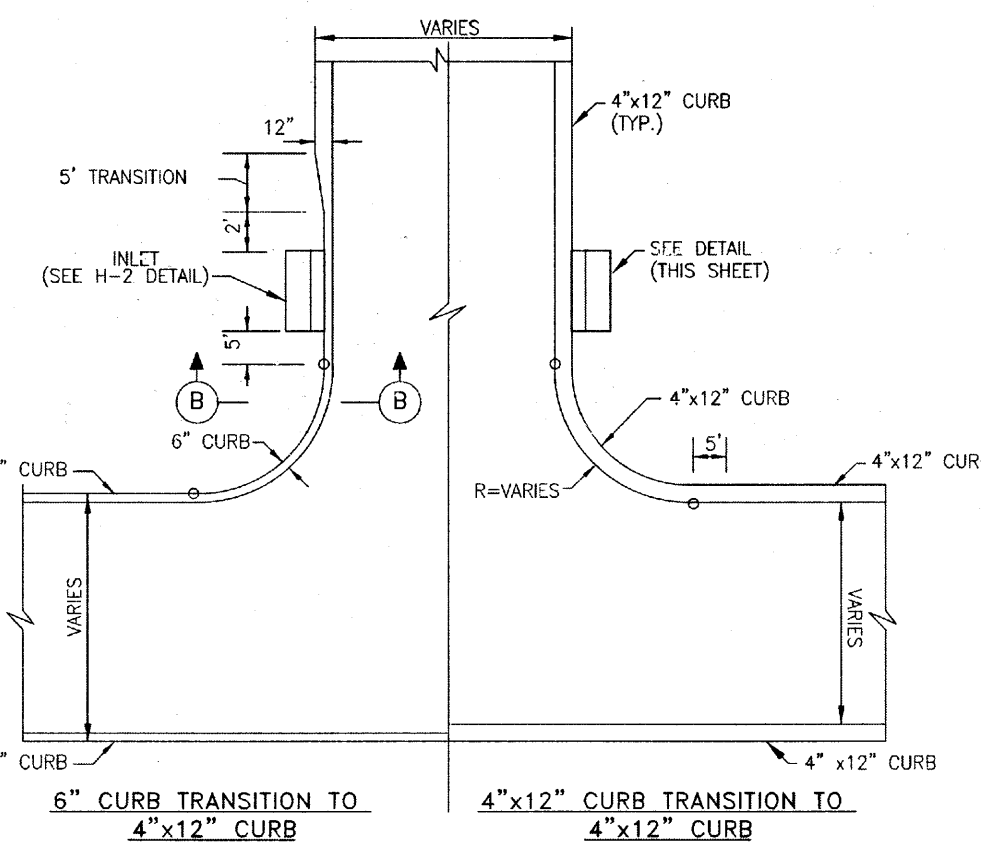 VARIES
4"x12" CURB
(TYP.)
12"
5' TRANSITION
2'
INLET
(SEE H-2 DETAIL)
SEE DETAIL
(THIS SHEET)
5'
B
B
4"x12" CURB
6" CURB
5'
" CURB
4"x12" CUR
R=VARIES
VARIES
VARIES
" CURB
4" x12" CURB
6" CURB TRANSITION TO
4"x12" CURB
4"x12" CURB TRANSITION TO
4"x12" CURB